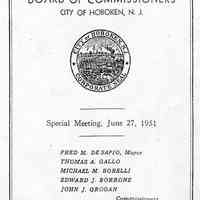 BOARD OF COMMISSIONERS
CITY OF HOBOKEN, N. J.
CITY OF HOBOKEN, N.J.
CORPORATE SEAL
Special Meeting, June 27, 1951
FRED M. DE SAPIO, Mayor
THOMAS A. GALLO
MICHAEL M. BORELLI
EDWARD J. BORRONE
JOHN J. GROGAN
Commissioners